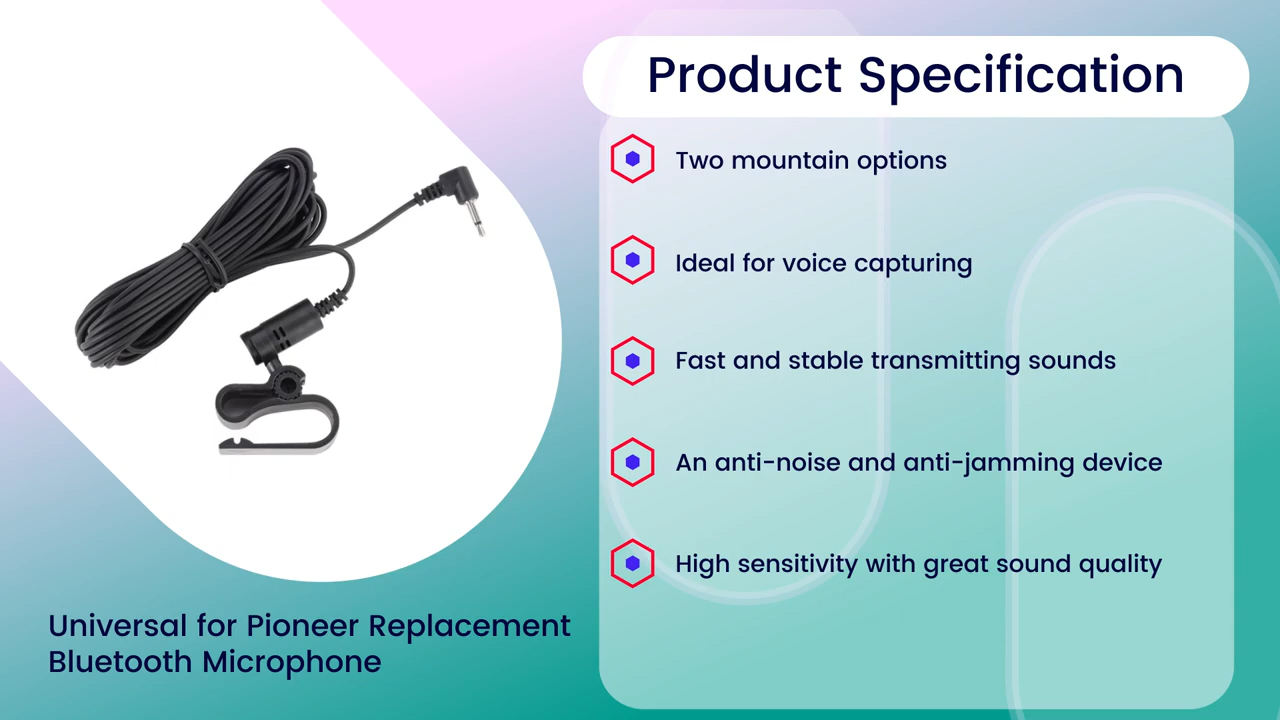 Product Specification
Two mountain options
Ideal for voice capturing
Fast and stable transmitting sounds
An anti-noise and anti-jamming device
High sensitivity with great sound quality
Universal for Pioneer Replacement
Bluetooth Microphone